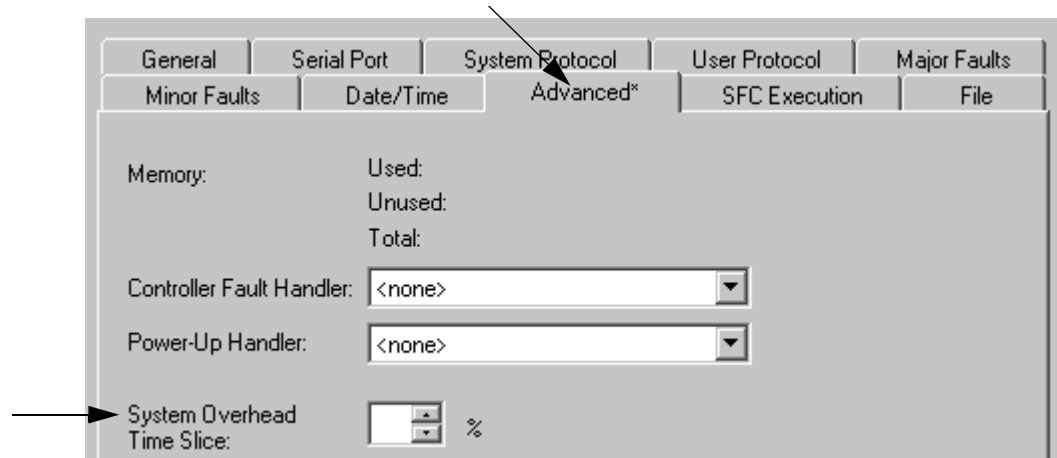 General Serial Port System Protocol User Protocol Major Faults
Minor Faults Date/Time Advanced* SFC Execution File
Memory: Used:
Unused:
Total:
Controller Fault Handler: <none>
Power-Up Handler: <none>
System Overhead
Time Slice: %